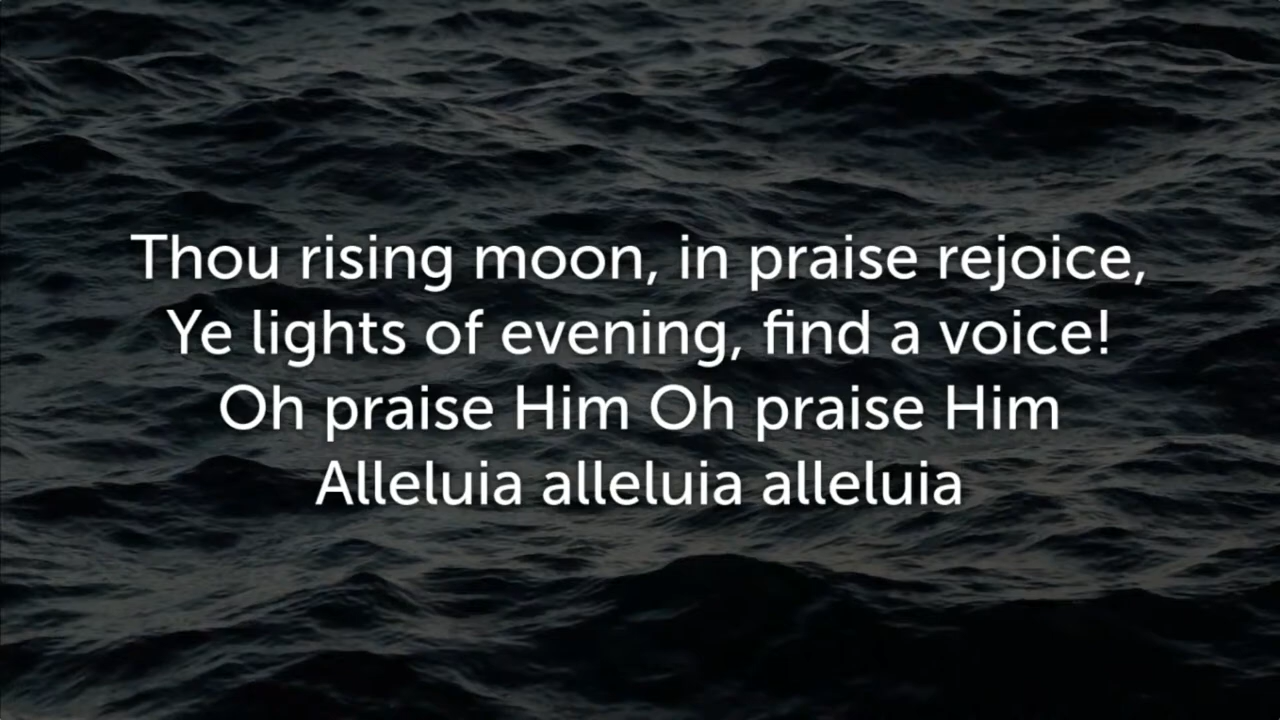 Thou rising moon, in praise rejoice,
Ye lights of evening, find a voice!
Oh praise Him Oh praise Him
Alleluia alleluia alleluia